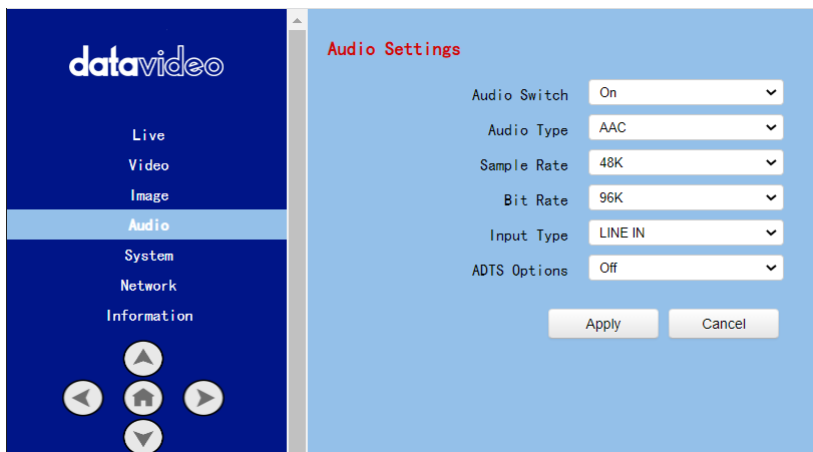 datavideo
Live
Video
Image
Audio
System
Network
Information
Audio Settings
Audio Switch On
Audio Type AAC
Sample Rate 48K
Bit Rate 96K
Input Type LINE IN
ADTS Options Off
Apply Cancel